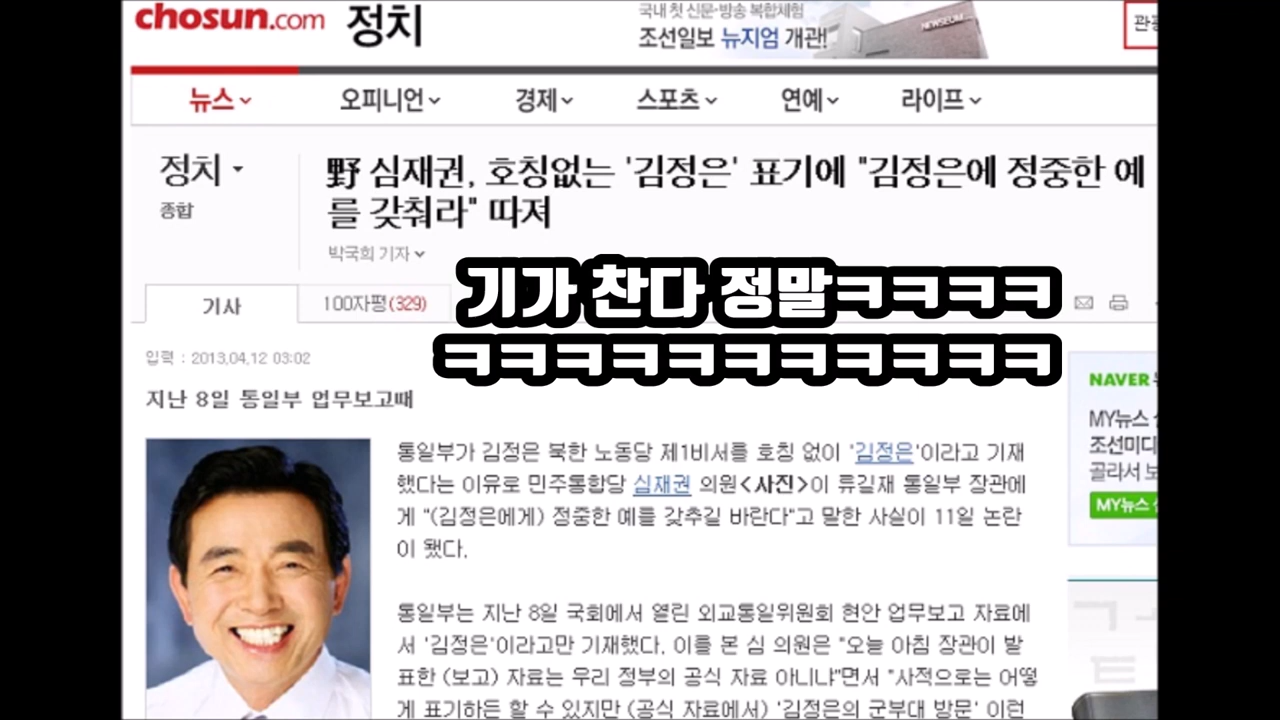 chosun.com 정치
국내 첫 신문·방송 복합체험
조선일보 뉴지엄 개관!
NEWSEUM
관광
뉴스 오피니언 경제 스포츠 연예 라이프
정치
종합
野 심재권, 호칭없는 '김정은' 표기에 "김정은에 정중한 예
를 갖춰라" 따져
박국희 기자
기가 찬다 정말ㅋㅋㅋㅋ
ㅋㅋㅋㅋㅋㅋㅋㅋㅋㅋㅋ
기사
100자평(329)
입력 : 2013.04.12 03:02
지난 8일 통일부 업무보고때
NAVER
MY뉴스
조선미디
골라서 보
MY뉴스
통일부가 김정은 북한 노동당 제1비서를 호칭 없이 '김정은'이라고 기재
했다는 이유로 민주통합당 심재권 의원<사진>이 류길재 통일부 장관에
게 "(김정은에게) 정중한 예를 갖추길 바란다"고 말한 사실이 11일 논란
이 됐다.
통일부는 지난 8일 국회에서 열린 외교통일위원회 현안 업무보고 자료에
서 '김정은'이라고만 기재했다. 이를 본 심 의원은 "오늘 아침 장관이 발
표한 (보고) 자료는 우리 정부의 공식 자료 아니냐"면서 "사적으로는 어떻
게 표기하든 할 수 있지만 (공식 자료에서) '김정은의 군부대 방문' 이런